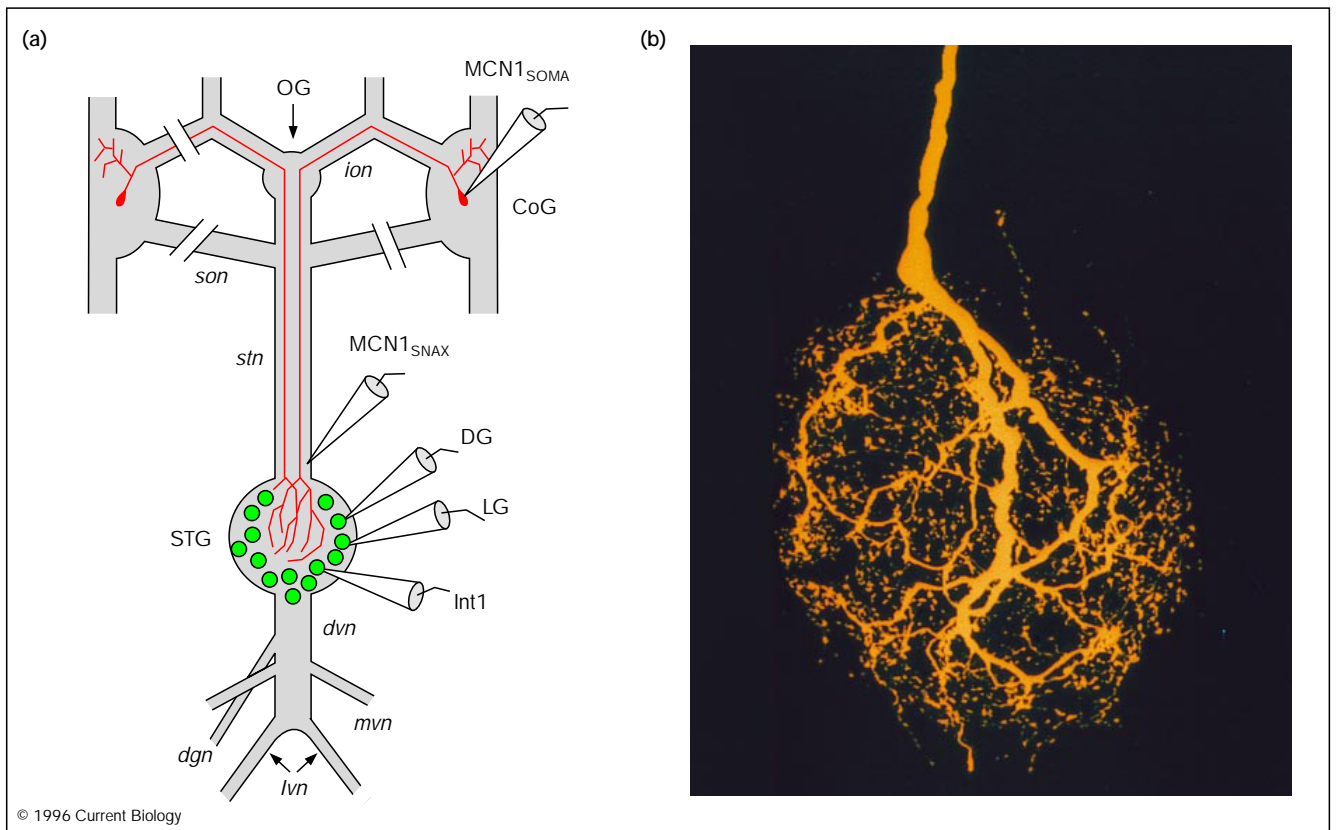 (a)
(b)
MCN1SOMA
OG
ion
CoG
son
MCN1SNAX
stn
DG
LG
STG
Int1
dvn
mvn
dgn
lvn
© 1996 Current Biology